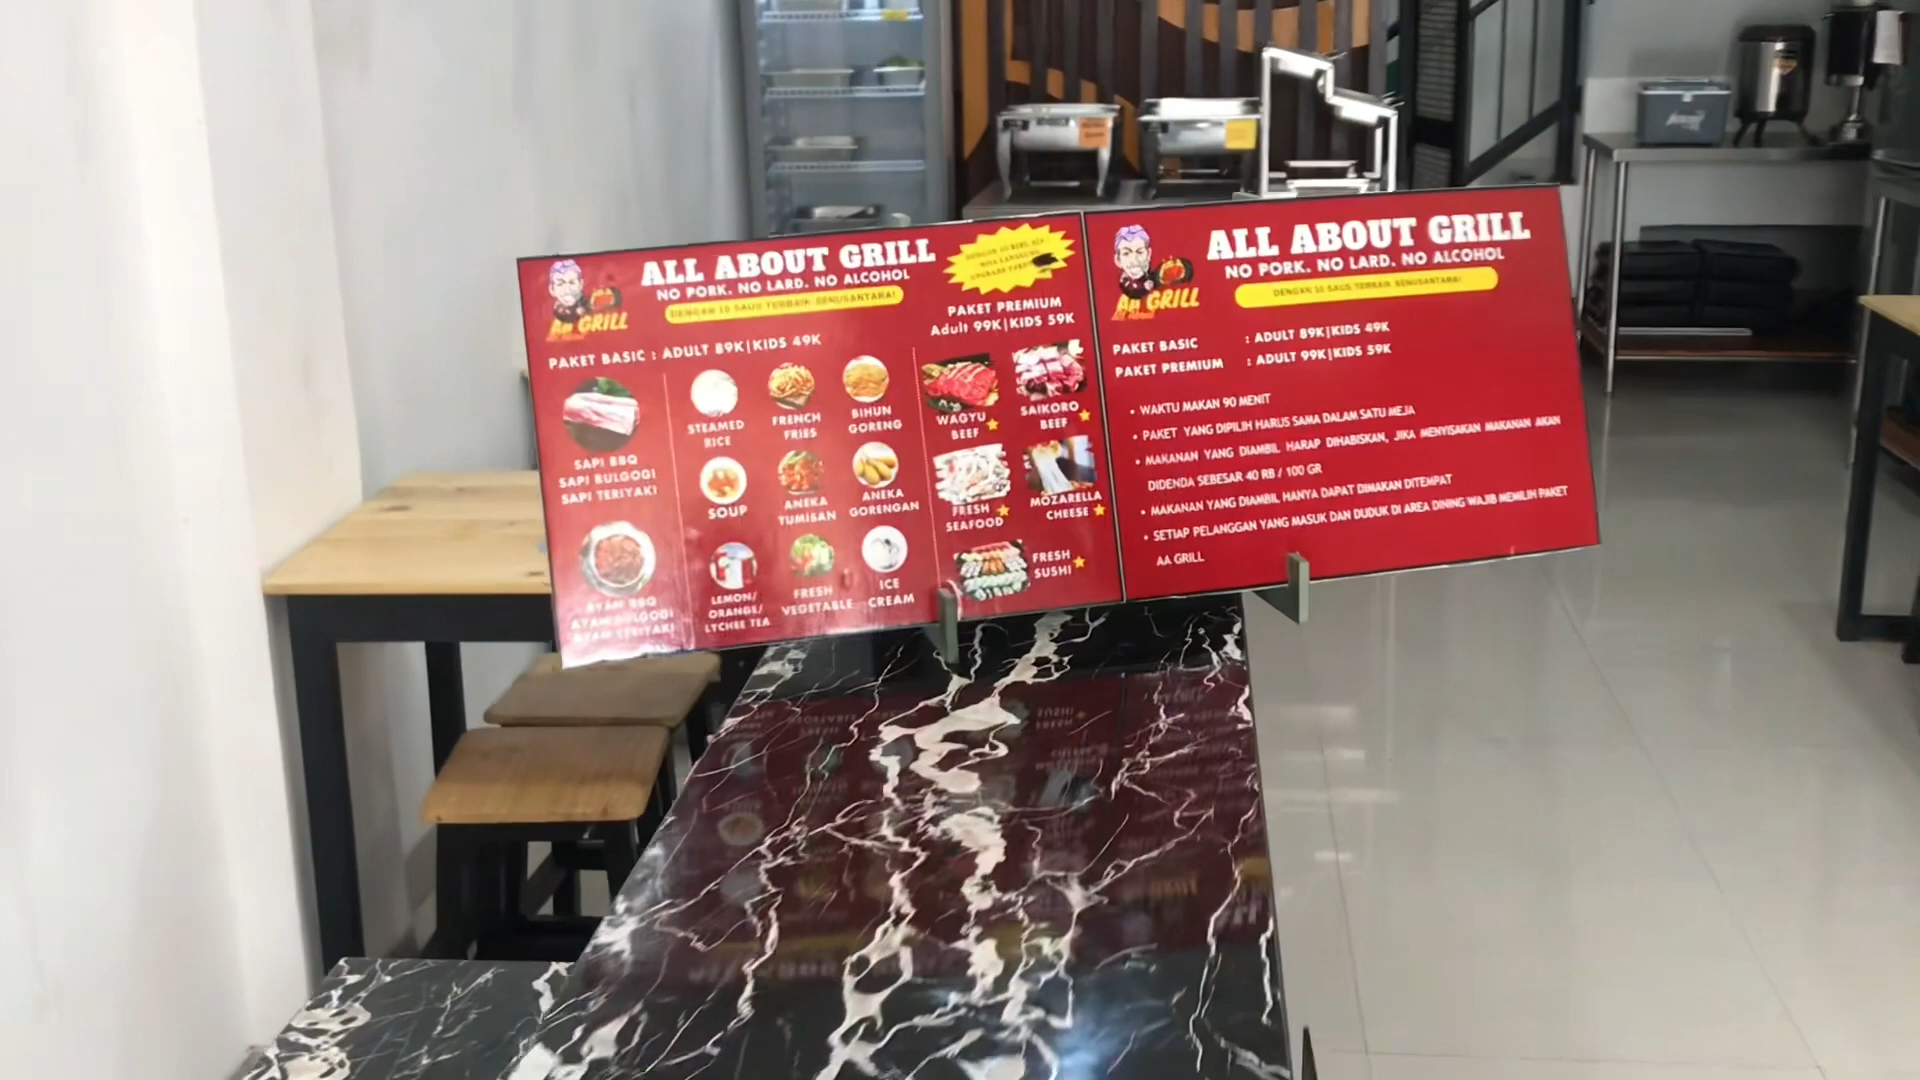 ALL ABOUT GRILL
NO PORK. NO LARD. NO ALCOHOL
DENGAN 10 SAUS TERBAIK SENUSANTARA!
AA GRILL
PAKET BASIC : ADULT 89K|KIDS 49K
SAPI BBQ
SAPI BULGOGI
SAPI TERIYAKI
AYAM BBQ
AYAM BULGOGI
AYAM TERIYAKI
STEAMED
RICE
FRENCH
FRIES
BIHUN
GORENG
SOUP
ANEKA
TUMISAN
ANEKA
GORENGAN
LEMON/
ORANGE/
LYCHEE TEA
FRESH
VEGETABLE
ICE
CREAM
PAKET PREMIUM
Adult 99K|KIDS 59K
WAGYU
BEEF
SAIKORO
BEEF
FRESH
SEAFOOD
MOZARELLA
CHEESE
FRESH
SUSHI
ALL ABOUT GRILL
NO PORK. NO LARD. NO ALCOHOL
DENGAN 10 SAUS TERBAIK SENUSANTARA!
AA GRILL
PAKET BASIC : ADULT 89K|KIDS 49K
PAKET PREMIUM : ADULT 99K|KIDS 59K
• WAKTU MAKAN 90 MENIT
• PAKET YANG DIPILIH HARUS SAMA DALAM SATU MEJA
• MAKANAN YANG DIAMBIL HARAP DIHABISKAN, JIKA MENYISAKAN MAKANAN AKAN
DIDENDA SEBESAR 40 RB / 100 GR
• MAKANAN YANG DIAMBIL HANYA DAPAT DIMAKAN DITEMPAT
• SETIAP PELANGGAN YANG MASUK DAN DUDUK DI AREA DINING WAJIB MEMILIH PAKET
AA GRILL